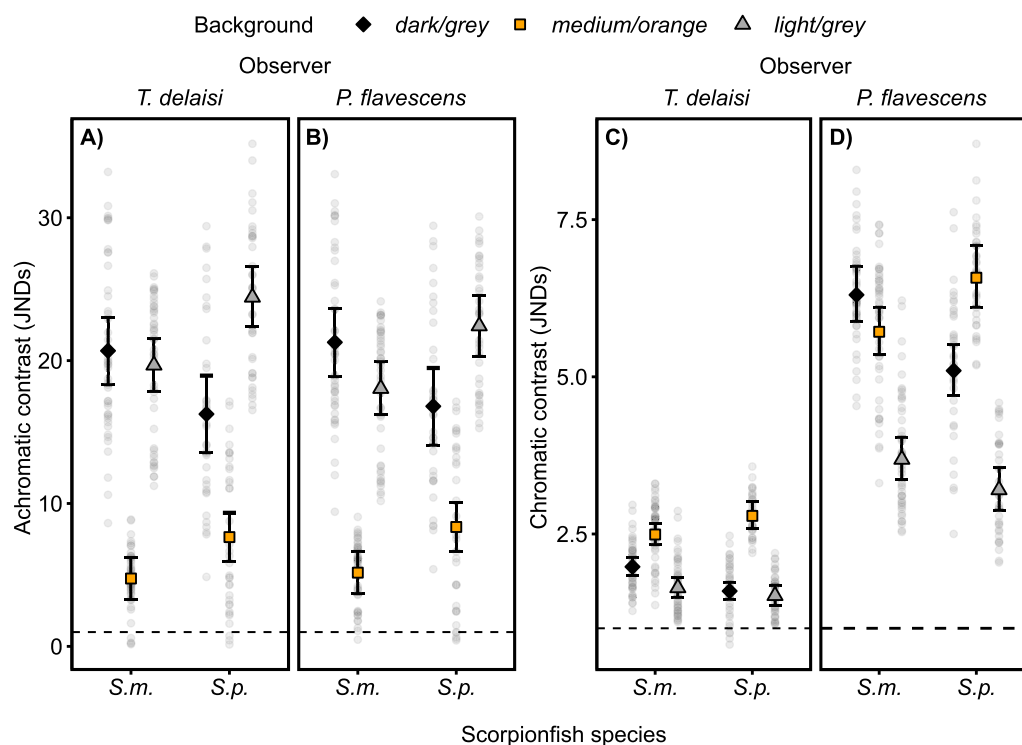 Background dark/grey medium/orange light/grey
Observer Observer
T. delaisi P. flavescens T. delaisi P. flavescens
A) B) C) D)
Achromatic contrast (JNDs)
30
20
10
0
Chromatic contrast (JNDs)
7.5
5.0
2.5
S.m. S.p. S.m. S.p. S.m. S.p. S.m. S.p.
Scorpionfish species